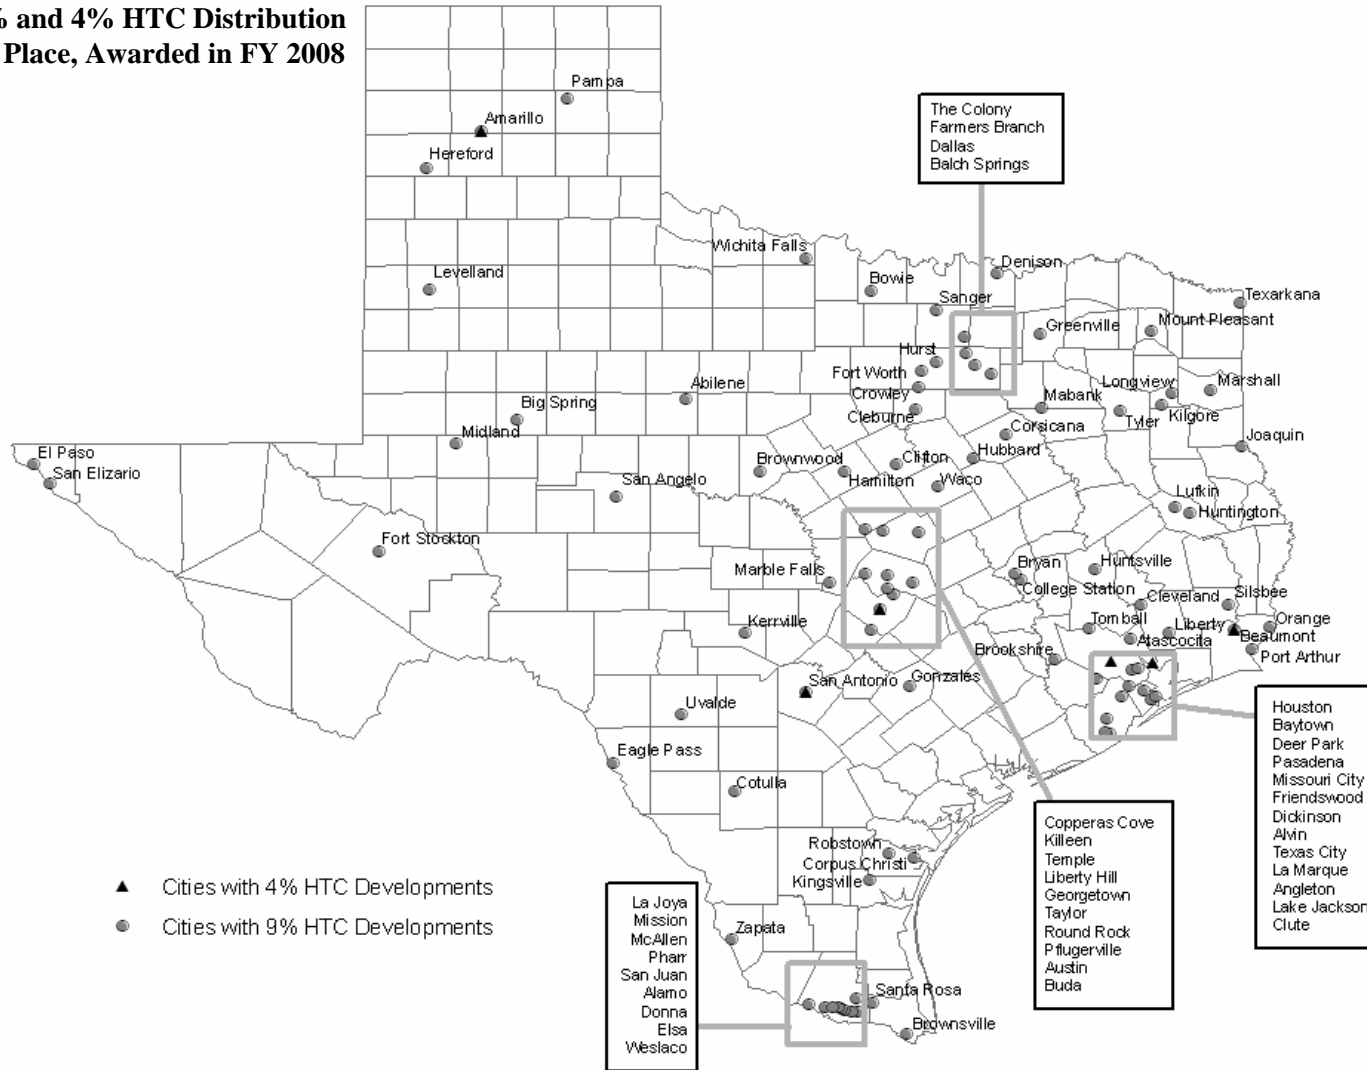 % and 4% HTC Distribution
Place, Awarded in FY 2008
Pampa
Amarillo
Hereford
The Colony
Farmers Branch
Dallas
Balch Springs
Wichita Falls
Levelland
Bowie
Denison
Sanger
Texarkana
Greenville
Mount Pleasant
Hurst
Fort Worth
Abilene
Crowley
Longview
Marshall
Big Spring
Mabank
Cleburne
Tyler
Kilgore
Midland
Corsicana
Joaquin
El Paso
San Elizario
Brownwood
Clifton
Hubbard
San Angelo
Hamilton
Waco
Lufkin
Huntington
Fort Stockton
Marble Falls
Bryan
Huntsville
College Station
Cleveland
Silsbee
Kerrville
Tomball
Liberty
Orange
Atascocita
Beaumont
Brookshire
Port Arthur
San Antonio
Gonzales
Uvalde
Eagle Pass
Cotulla
Houston
Baytown
Deer Park
Pasadena
Missouri City
Friendswood
Dickinson
Alvin
Texas City
La Marque
Angleton
Lake Jackson
Clute
Copperas Cove
Killeen
Temple
Liberty Hill
Georgetown
Taylor
Round Rock
Pflugerville
Austin
Buda
Robstown
Corpus Christi
Kingsville
Cities with 4% HTC Developments
Cities with 9% HTC Developments
La Joya
Mission
McAllen
Pharr
San Juan
Alamo
Donna
Elsa
Weslaco
Zapata
Santa Rosa
Brownsville